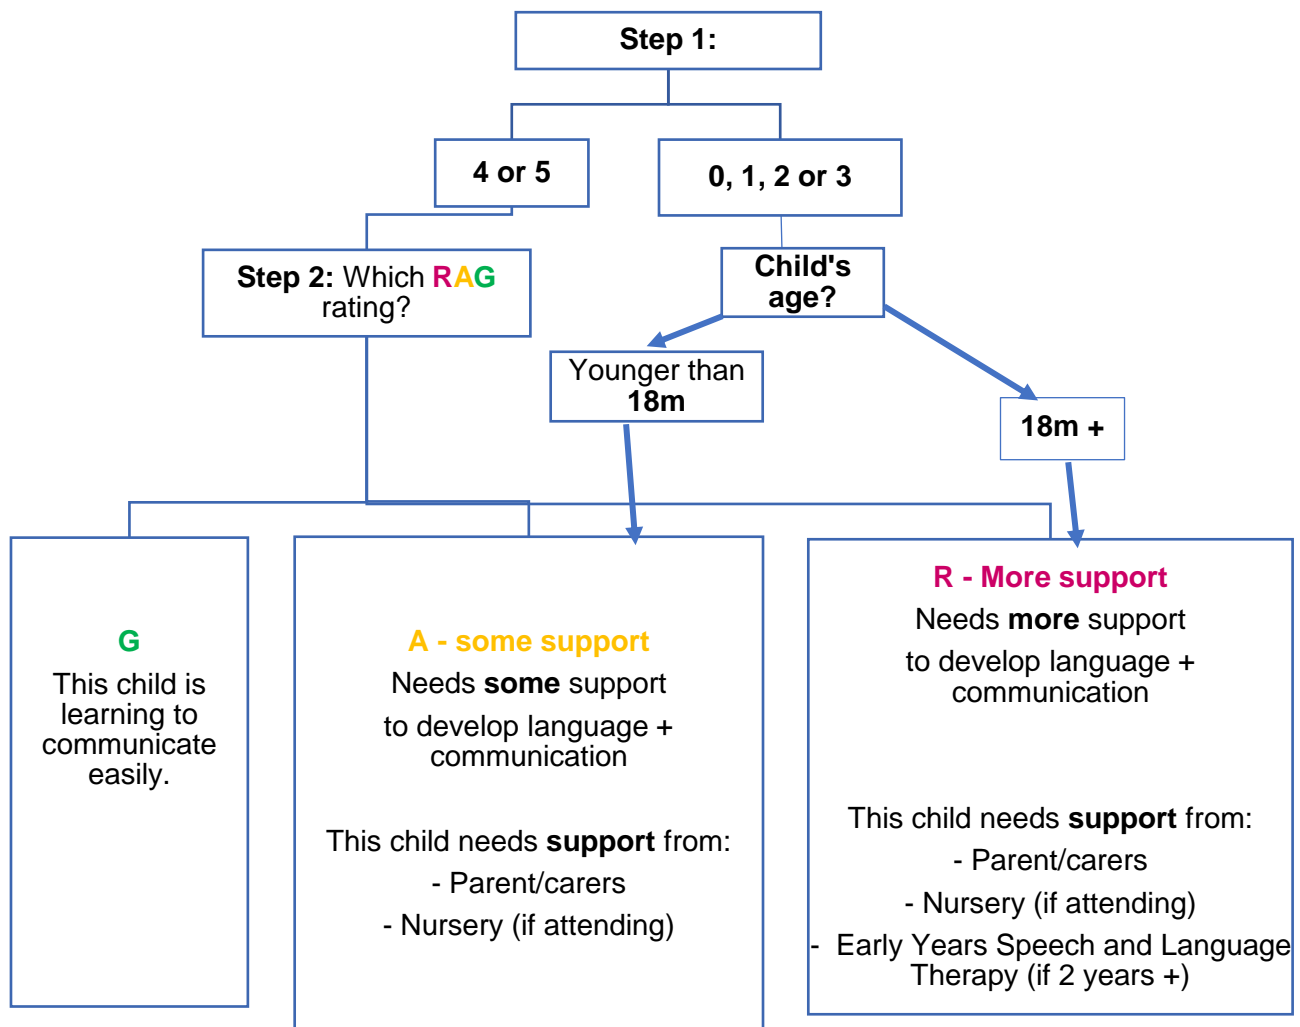 Step 1:
4 or 5
0, 1, 2 or 3
Step 2: Which RAG
rating?
Child's
age?
Younger than
18m
18m +
G
This child is
learning to
communicate
easily.
A - some support
Needs some support
to develop language +
communication
This child needs support from:
- Parent/carers
- Nursery (if attending)
R - More support
Needs more support
to develop language +
communication
This child needs support from:
- Parent/carers
- Nursery (if attending)
- Early Years Speech and Language
Therapy (if 2 years +)